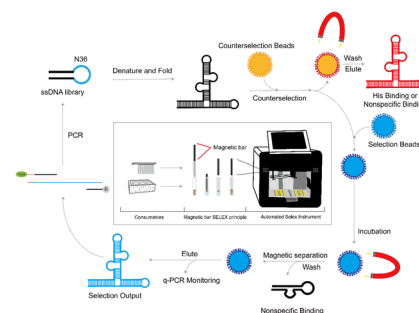 N36
ssDNA library
Denature and Fold
Counterselection Beads
Counterselection
Wash
Elute
His Binding or
Nonspecific Bindi
Selection Beads
PCR
Magnetic bar
Consumables
Magnetic bar SELEX principle
Automated Selex Instrument
Incubation
Magnetic separation
Wash
Nonspecific Binding
Elute
q-PCR Monitoring
Selection Output